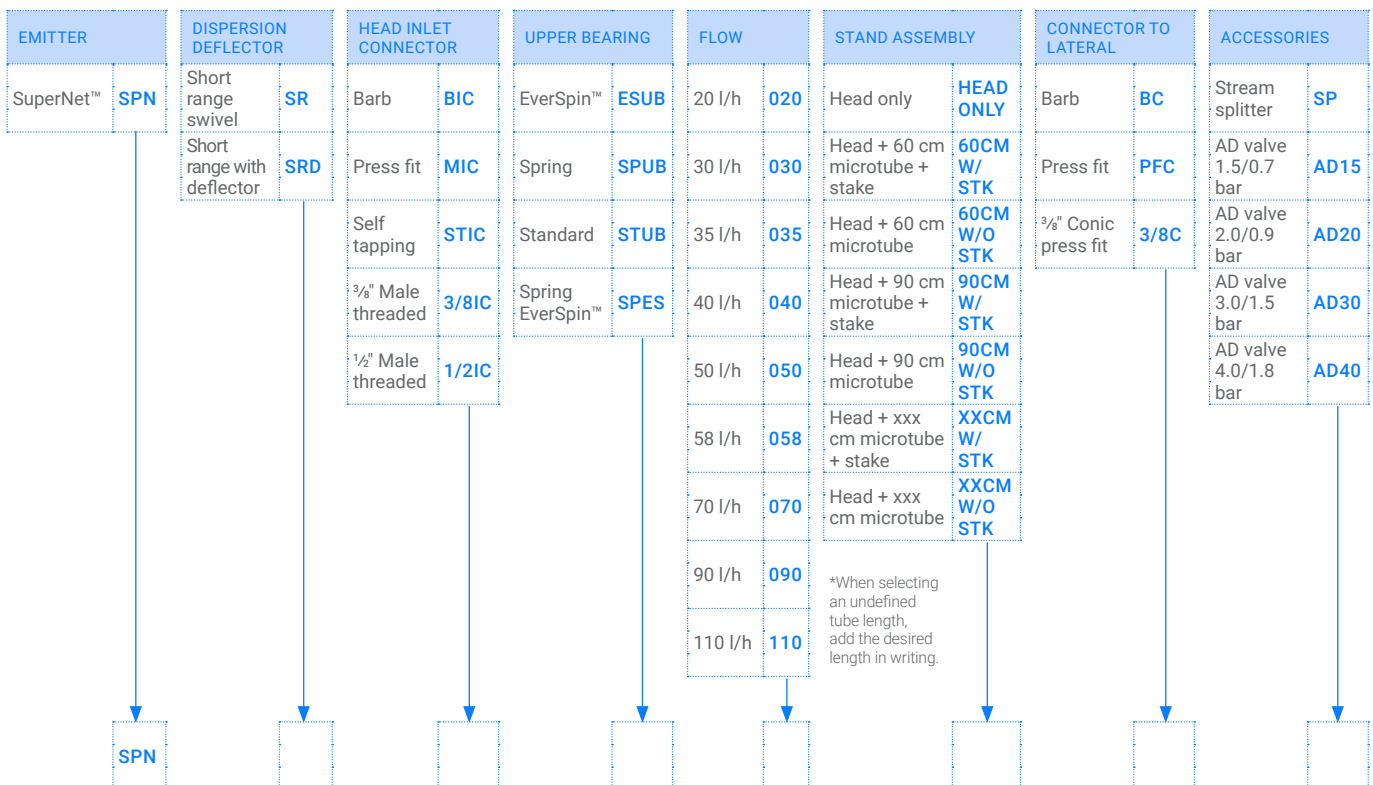 EMITTER
SuperNet™ SPN
DISPERSION
DEFLECTOR
Short
range
swivel
SR
Short
range with
deflector
SRD
HEAD INLET
CONNECTOR
Barb BIC
Press fit MIC
Self
tapping
STIC
⅜" Male
threaded
3/8IC
½" Male
threaded
1/2IC
UPPER BEARING
EverSpin™ ESUB
Spring SPUB
Standard STUB
Spring
EverSpin™
SPES
FLOW
20 l/h 020
30 l/h 030
35 l/h 035
40 l/h 040
50 l/h 050
58 l/h 058
70 l/h 070
90 l/h 090
110 l/h 110
STAND ASSEMBLY
Head only
HEAD
ONLY
Head + 60 cm
microtube +
stake
60CM
W/
STK
Head + 60 cm
microtube
60CM
W/O
STK
Head + 90 cm
microtube +
stake
90CM
W/
STK
Head + 90 cm
microtube
90CM
W/O
STK
Head + xxx
cm microtube
+ stake
XXCM
W/
STK
Head + xxx
cm microtube
XXCM
W/O
STK
*When selecting
an undefined
tube length,
add the desired
length in writing.
CONNECTOR TO
LATERAL
Barb BC
Press fit PFC
⅜" Conic
press fit
3/8C
ACCESSORIES
Stream
splitter
SP
AD valve
1.5/0.7
bar
AD15
AD valve
2.0/0.9
bar
AD20
AD valve
3.0/1.5
bar
AD30
AD valve
4.0/1.8
bar
AD40
SPN